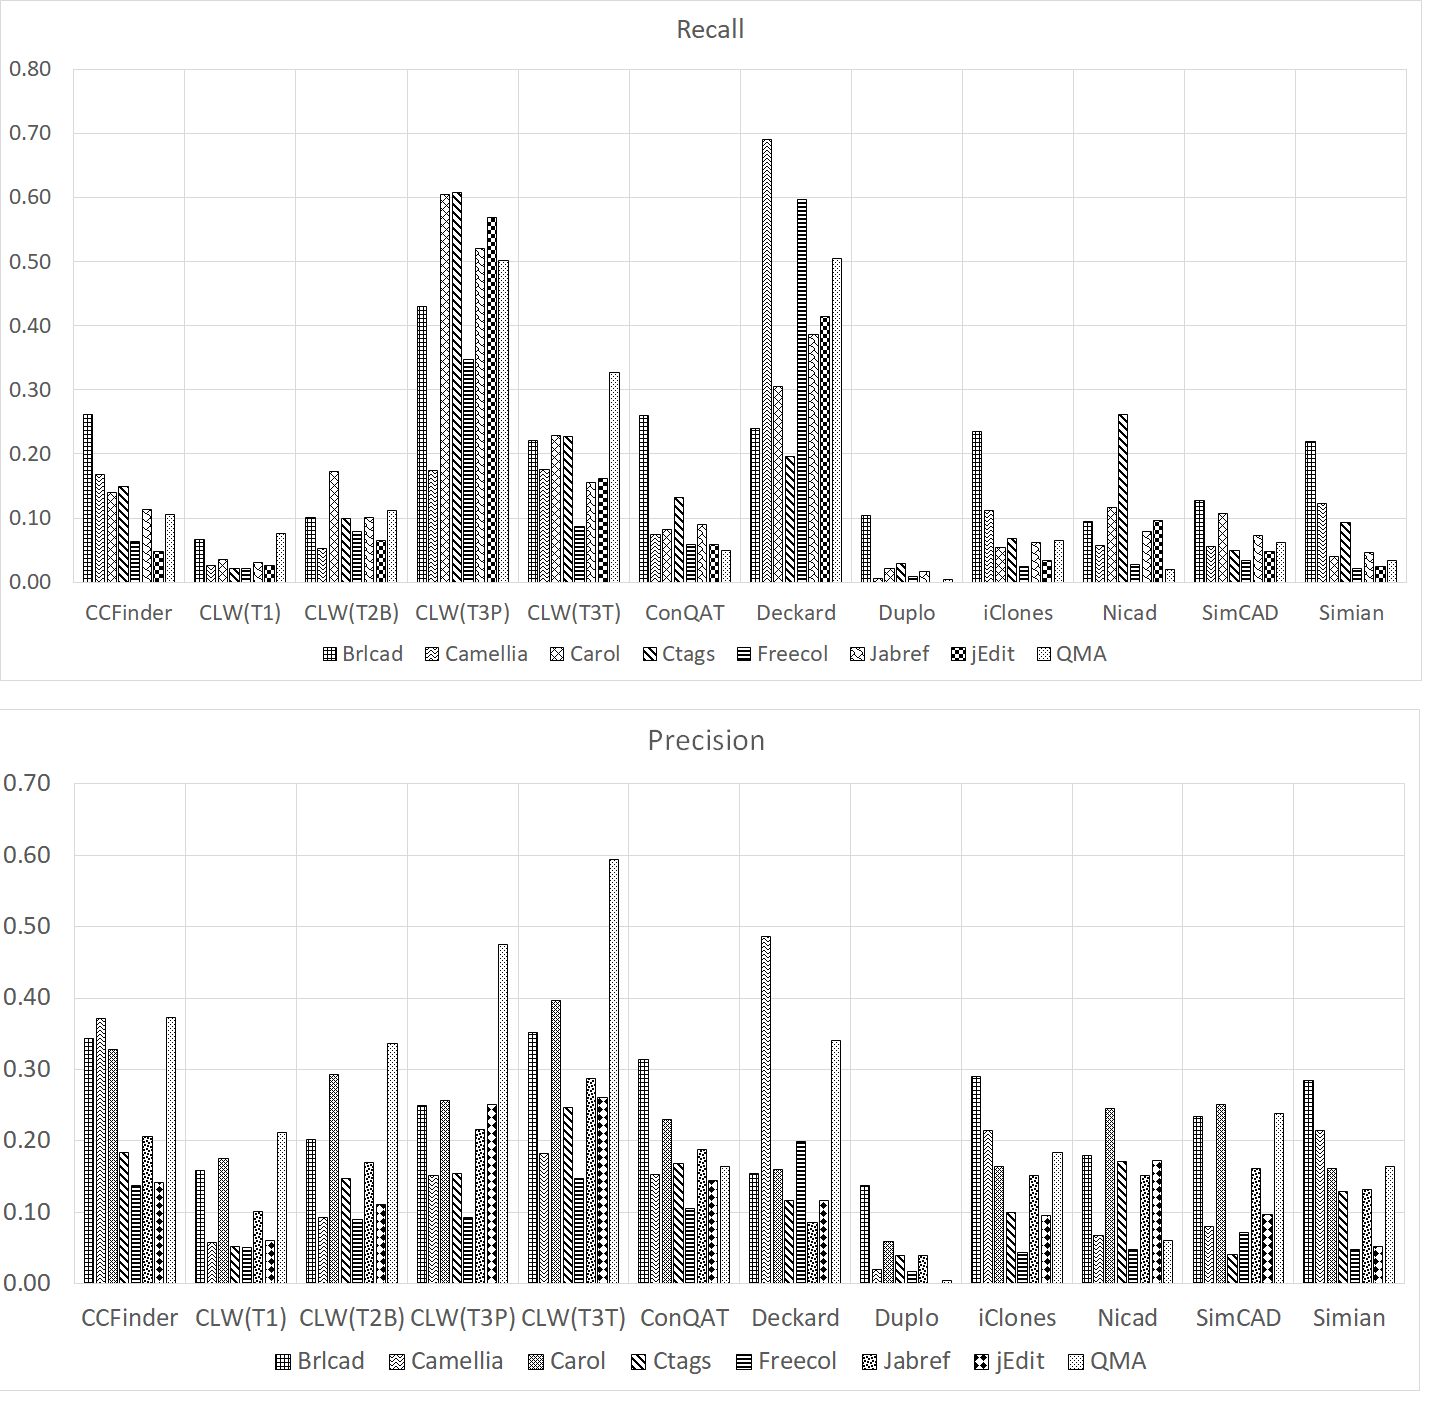 Recall
0.80
0.70
0.60
0.50
0.40
0.30
0.20
0.10
0.00
CCFinder CLW(T1) CLW(T2B) CLW(T3P) CLW(T3T) ConQAT Deckard Duplo iClones Nicad SimCAD Simian
Brlcad Camellia Carol Ctags Freecol Jabref jEdit QMA
Precision
0.70
0.60
0.50
0.40
0.30
0.20
0.10
0.00
CCFinder CLW(T1) CLW(T2B) CLW(T3P) CLW(T3T) ConQAT Deckard Duplo iClones Nicad SimCAD Simian
Brlcad Camellia Carol Ctags Freecol Jabref jEdit QMA